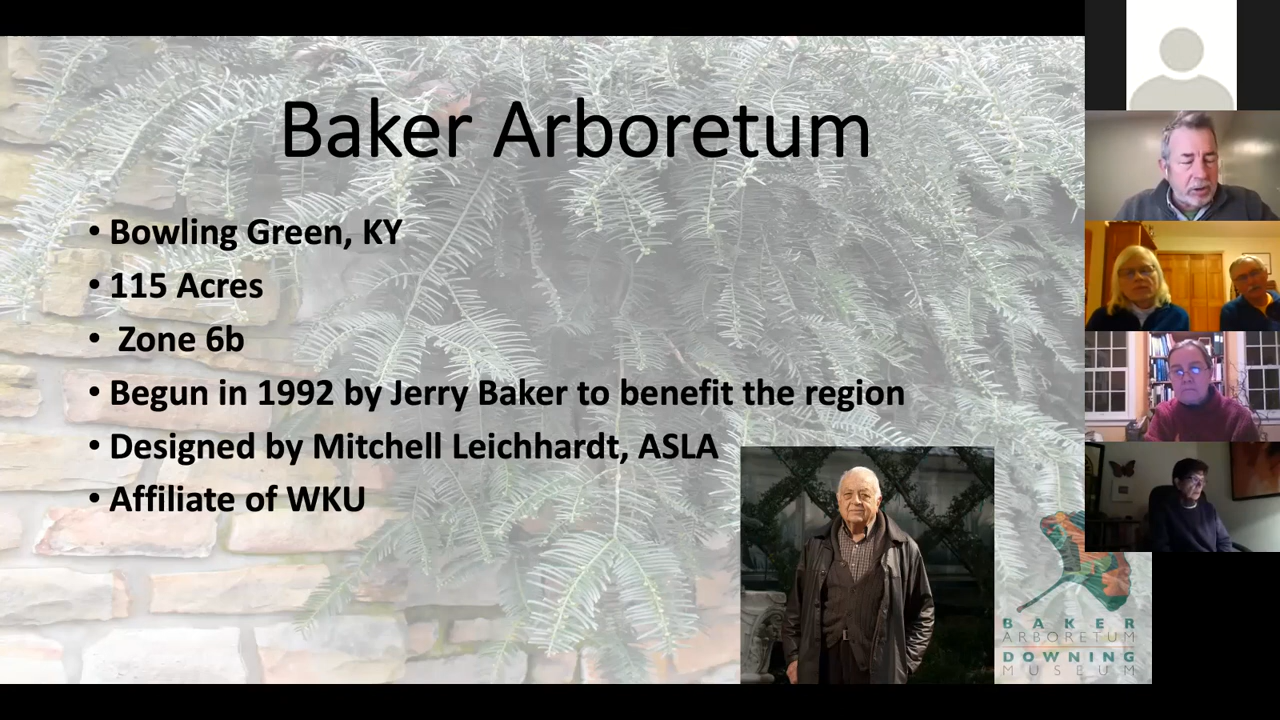 Baker Arboretum
• Bowling Green, KY
• 115 Acres
• Zone 6b
• Begun in 1992 by Jerry Baker to benefit the region
• Designed by Mitchell Leichhardt, ASLA
• Affiliate of WKU
BAKER
ARBORETUM
DOWNING
MUSEUM